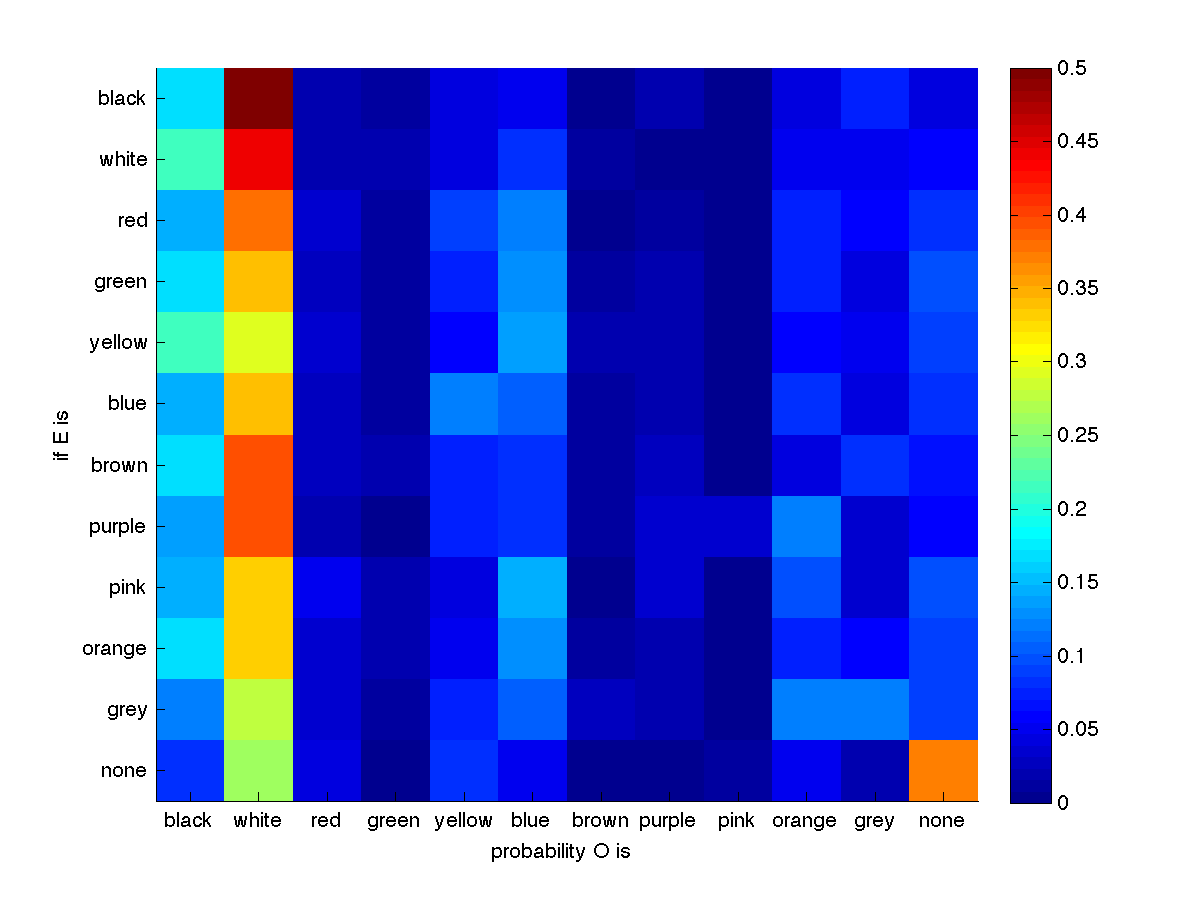 black
white
red
green
yellow
blue
brown
purple
pink
orange
grey
none
if E is
black white red green yellow blue brown purple pink orange grey none
probability O is
0.5
0.45
0.4
0.35
0.3
0.25
0.2
0.15
0.1
0.05
0